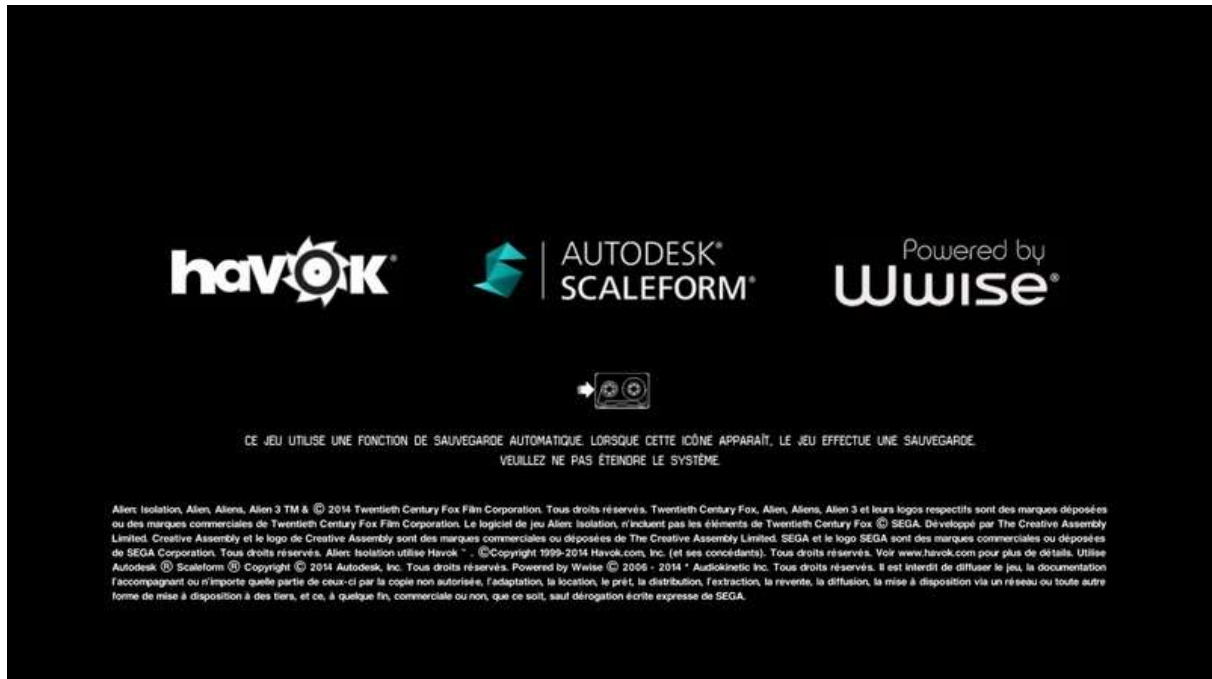 havok®
AUTODESK®
SCALEFORM®
Powered by
Wwise®
CE JEU UTILISE UNE FONCTION DE SAUVEGARDE AUTOMATIQUE. LORSQUE CETTE ICÔNE APPARAÎT, LE JEU EFFECTUE UNE SAUVEGARDE.
VEUILLEZ NE PAS ÉTEINDRE LE SYSTÈME.
Alien: Isolation, Alien, Aliens, Alien 3 TM & © 2014 Twentieth Century Fox Film Corporation. Tous droits réservés. Twentieth Century Fox, Alien, Aliens, Alien 3 et leurs logos respectifs sont des marques déposées
ou des marques commerciales de Twentieth Century Fox Film Corporation. Le logiciel de jeu Alien: Isolation, n'incluent pas les éléments de Twentieth Century Fox © SEGA. Développé par The Creative Assembly
Limited. Creative Assembly et le logo de Creative Assembly sont des marques commerciales ou déposées de The Creative Assembly Limited. SEGA et le logo SEGA sont des marques commerciales ou déposées
de SEGA Corporation. Tous droits réservés. Alien: Isolation utilise Havok ™ . ©Copyright 1999-2014 Havok.com, Inc. (et ses concédants). Tous droits réservés. Voir www.havok.com pour plus de détails. Utilise
Autodesk ® Scaleform ® Copyright © 2014 Autodesk, Inc. Tous droits réservés. Powered by Wwise © 2006 - 2014 * Audiokinetic Inc. Tous droits réservés. Il est interdit de diffuser le jeu, la documentation
l'accompagnant ou n'importe quelle partie de ceux-ci par la copie non autorisée, l'adaptation, la location, le prêt, la distribution, l'extraction, la revente, la diffusion, la mise à disposition via un réseau ou toute autre
forme de mise à disposition à des tiers, et ce, à quelque fin, commerciale ou non, que ce soit, sauf dérogation écrite expresse de SEGA.